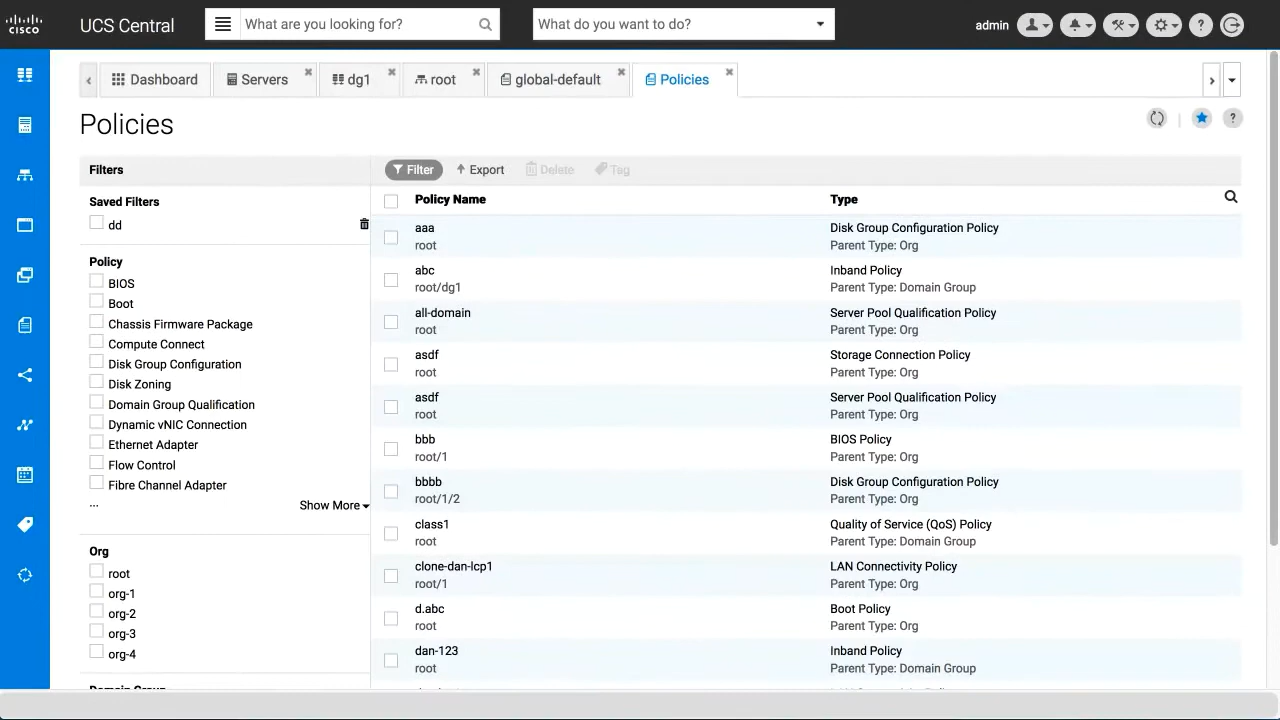 CISCO
UCS Central
What are you looking for?
What do you want to do?
admin
Dashboard
Servers
dg1
root
global-default
Policies
Policies
Filters
Filter
Export
Delete
Tag
Saved Filters
dd
Policy
BIOS
Boot
Chassis Firmware Package
Compute Connect
Disk Group Configuration
Disk Zoning
Domain Group Qualification
Dynamic vNIC Connection
Ethernet Adapter
Flow Control
Fibre Channel Adapter
...
Show More
Org
root
org-1
org-2
org-3
org-4
Domain Group
Policy Name
Type
aaa
root
Disk Group Configuration Policy
Parent Type: Org
abc
root/dg1
Inband Policy
Parent Type: Domain Group
all-domain
root
Server Pool Qualification Policy
Parent Type: Org
asdf
root
Storage Connection Policy
Parent Type: Org
asdf
root
Server Pool Qualification Policy
Parent Type: Org
bbb
root/1
BIOS Policy
Parent Type: Org
bbbb
root/1/2
Disk Group Configuration Policy
Parent Type: Org
class1
root
Quality of Service (QoS) Policy
Parent Type: Domain Group
clone-dan-lcp1
root/1
LAN Connectivity Policy
Parent Type: Org
d.abc
root
Boot Policy
Parent Type: Org
dan-123
root
Inband Policy
Parent Type: Domain Group